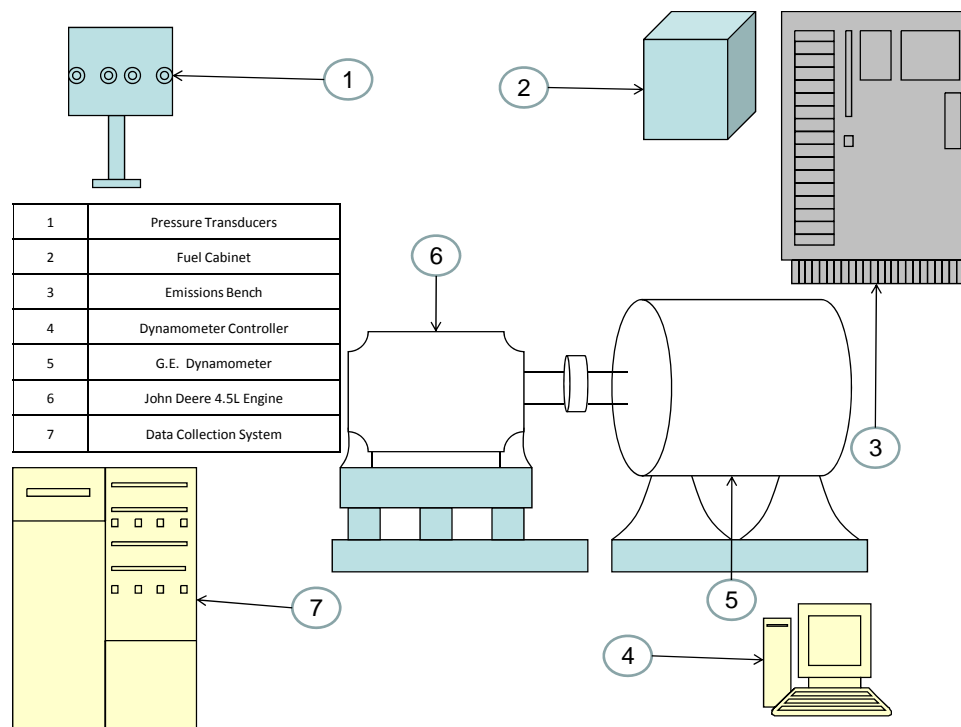 1
2
1 Pressure Transducers
2 Fuel Cabinet
3 Emissions Bench
4 Dynamometer Controller
5 G.E. Dynamometer
6 John Deere 4.5L Engine
7 Data Collection System
6
3
5
7
4